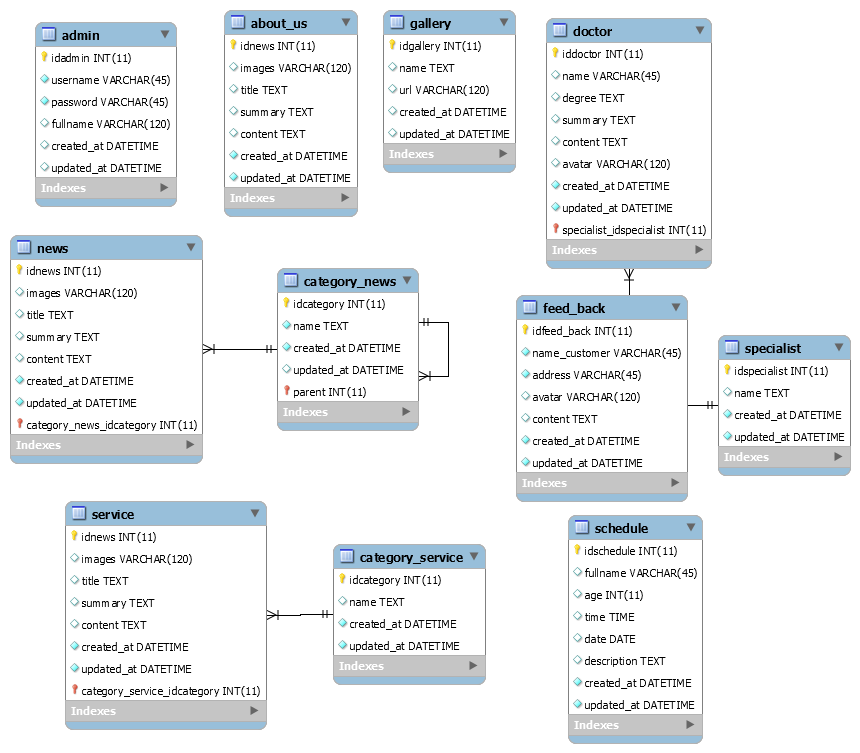 admin
idadmin INT(11)
username VARCHAR(45)
password VARCHAR(45)
fullname VARCHAR(120)
created_at DATETIME
updated_at DATETIME
Indexes
about_us
idnews INT(11)
images VARCHAR(120)
title TEXT
summary TEXT
content TEXT
created_at DATETIME
updated_at DATETIME
Indexes
gallery
idgallery INT(11)
name TEXT
url VARCHAR(120)
created_at DATETIME
updated_at DATETIME
Indexes
doctor
iddoctor INT(11)
name VARCHAR(45)
degree TEXT
summary TEXT
content TEXT
avatar VARCHAR(120)
created_at DATETIME
updated_at DATETIME
specialist_idspecialist INT(11)
Indexes
news
idnews INT(11)
images VARCHAR(120)
title TEXT
summary TEXT
content TEXT
created_at DATETIME
updated_at DATETIME
category_news_idcategory INT(11)
Indexes
category_news
idcategory INT(11)
name TEXT
created_at DATETIME
updated_at DATETIME
parent INT(11)
Indexes
feed_back
idfeed_back INT(11)
name_customer VARCHAR(45)
address VARCHAR(45)
avatar VARCHAR(120)
content TEXT
created_at DATETIME
updated_at DATETIME
Indexes
specialist
idspecialist INT(11)
name TEXT
created_at DATETIME
updated_at DATETIME
Indexes
service
idnews INT(11)
images VARCHAR(120)
title TEXT
summary TEXT
content TEXT
created_at DATETIME
updated_at DATETIME
category_service_idcategory INT(11)
Indexes
category_service
idcategory INT(11)
name TEXT
created_at DATETIME
updated_at DATETIME
Indexes
schedule
idschedule INT(11)
fullname VARCHAR(45)
age INT(11)
time TIME
date DATE
description TEXT
created_at DATETIME
updated_at DATETIME
Indexes